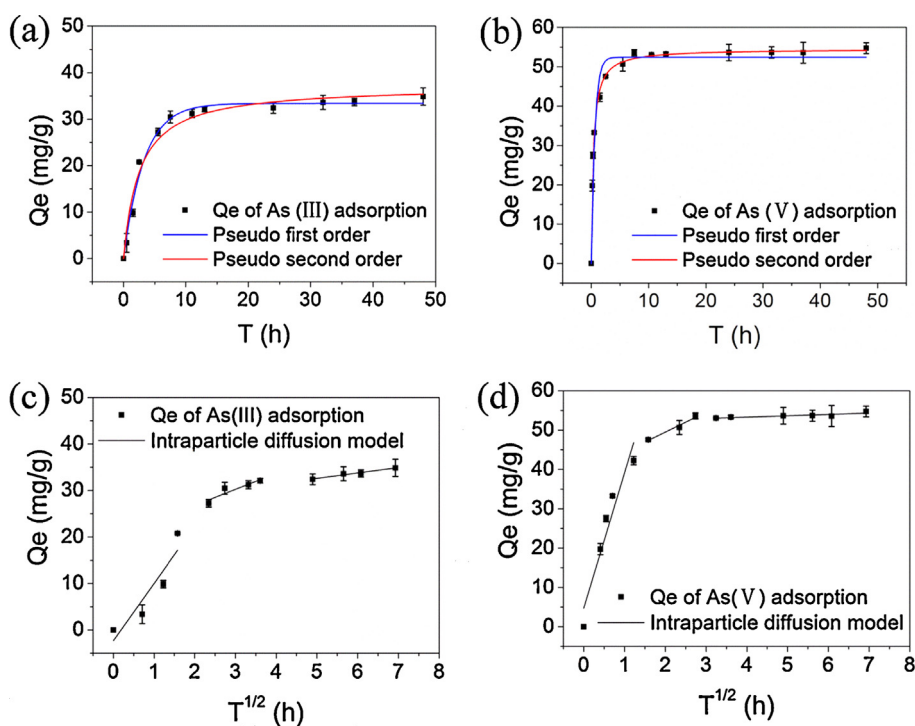 (a)
50
40
30
20
10
0
Qe (mg/g)
Qe of As (Ⅲ) adsorption
Pseudo first order
Pseudo second order
0 10 20 30 40 50
T (h)
(b)
60
50
40
30
20
10
0
Qe (mg/g)
Qe of As (Ⅴ) adsorption
Pseudo first order
Pseudo second order
0 10 20 30 40 50
T (h)
(c)
50
40
30
20
10
0
Qe (mg/g)
Qe of As(III) adsorption
Intraparticle diffusion model
0 1 2 3 4 5 6 7 8
T^1/2 (h)
(d)
60
50
40
30
20
10
0
Qe (mg/g)
Qe of As(Ⅴ) adsorption
Intraparticle diffusion model
0 1 2 3 4 5 6 7 8
T^1/2 (h)